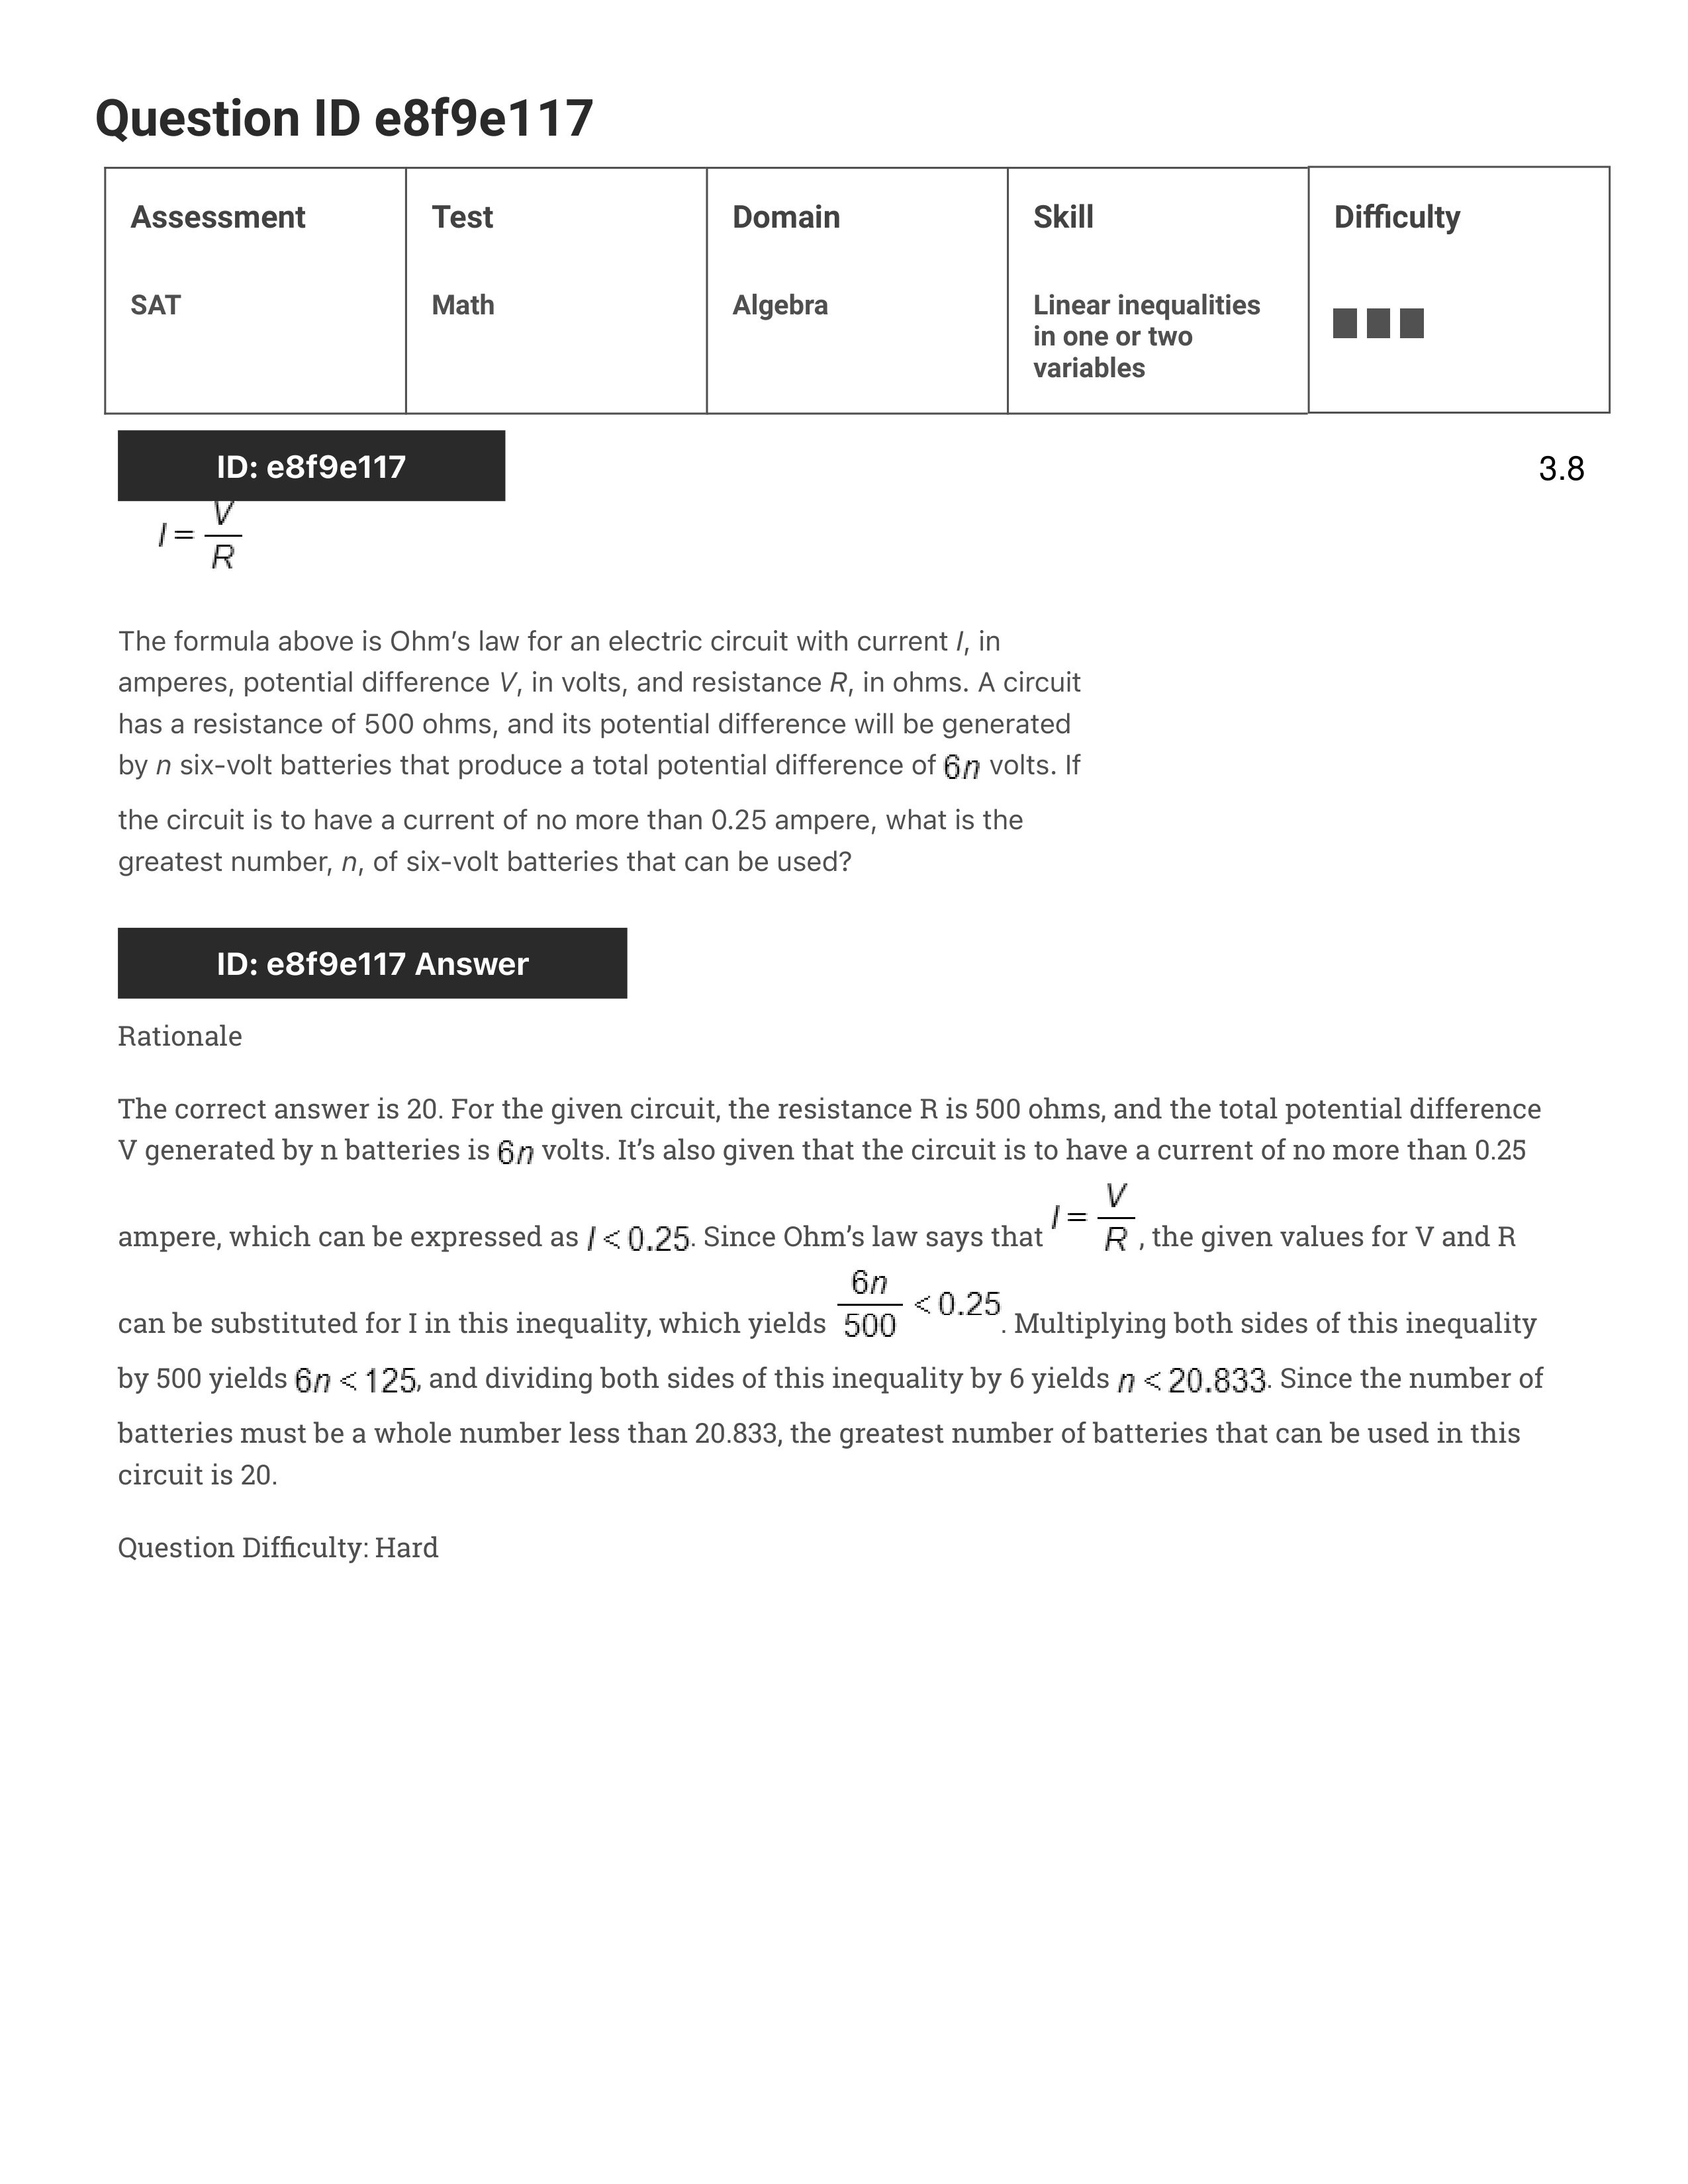 Question ID e8f9e117
Assessment Test Domain Skill Difficulty
SAT Math Algebra Linear inequalities
in one or two
variables
ID: e8f9e117 3.8
I = V/R
The formula above is Ohm's law for an electric circuit with current I, in
amperes, potential difference V, in volts, and resistance R, in ohms. A circuit
has a resistance of 500 ohms, and its potential difference will be generated
by n six-volt batteries that produce a total potential difference of 6n volts. If
the circuit is to have a current of no more than 0.25 ampere, what is the
greatest number, n, of six-volt batteries that can be used?
ID: e8f9e117 Answer
Rationale
The correct answer is 20. For the given circuit, the resistance R is 500 ohms, and the total potential difference
V generated by n batteries is 6n volts. It's also given that the circuit is to have a current of no more than 0.25
ampere, which can be expressed as I < 0.25. Since Ohm's law says that I = V/R, the given values for V and R
can be substituted for I in this inequality, which yields 6n/500 < 0.25. Multiplying both sides of this inequality
by 500 yields 6n < 125, and dividing both sides of this inequality by 6 yields n < 20.833. Since the number of
batteries must be a whole number less than 20.833, the greatest number of batteries that can be used in this
circuit is 20.
Question Difficulty: Hard